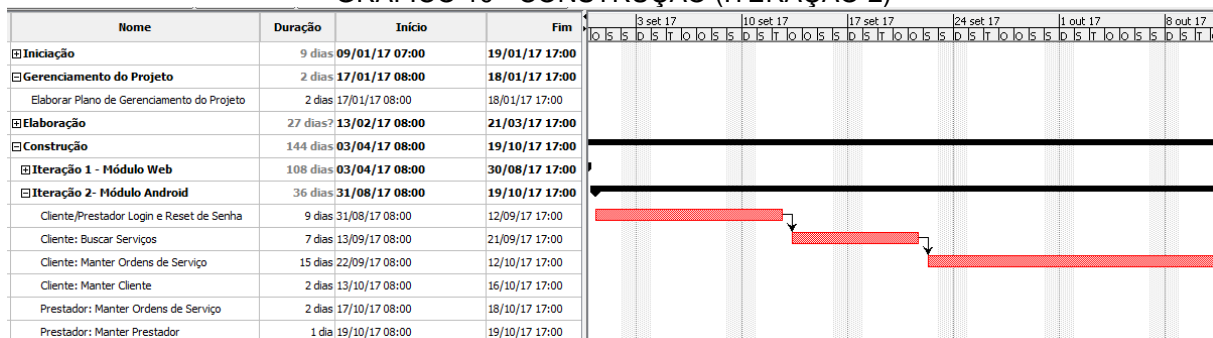 GRÁFICO 10 - CONSTRUÇÃO (ITERAÇÃO 2)
Nome Duração Início Fim 3 set 17 10 set 17 17 set 17 24 set 17 1 out 17 8 out 17
O S S D S T O O S S D S T O O S S D S T O O S S D S T O O S S D S T O O S S D S T
Iniciação 9 dias 09/01/17 07:00 19/01/17 17:00
Gerenciamento do Projeto 2 dias 17/01/17 08:00 18/01/17 17:00
Elaborar Plano de Gerenciamento do Projeto 2 dias 17/01/17 08:00 18/01/17 17:00
Elaboração 27 dias? 13/02/17 08:00 21/03/17 17:00
Construção 144 dias 03/04/17 08:00 19/10/17 17:00
Iteração 1 - Módulo Web 108 dias 03/04/17 08:00 30/08/17 17:00
Iteração 2- Módulo Android 36 dias 31/08/17 08:00 19/10/17 17:00
Cliente/Prestador Login e Reset de Senha 9 dias 31/08/17 08:00 12/09/17 17:00
Cliente: Buscar Serviços 7 dias 13/09/17 08:00 21/09/17 17:00
Cliente: Manter Ordens de Serviço 15 dias 22/09/17 08:00 12/10/17 17:00
Cliente: Manter Cliente 2 dias 13/10/17 08:00 16/10/17 17:00
Prestador: Manter Ordens de Serviço 2 dias 17/10/17 08:00 18/10/17 17:00
Prestador: Manter Prestador 1 dia 19/10/17 08:00 19/10/17 17:00